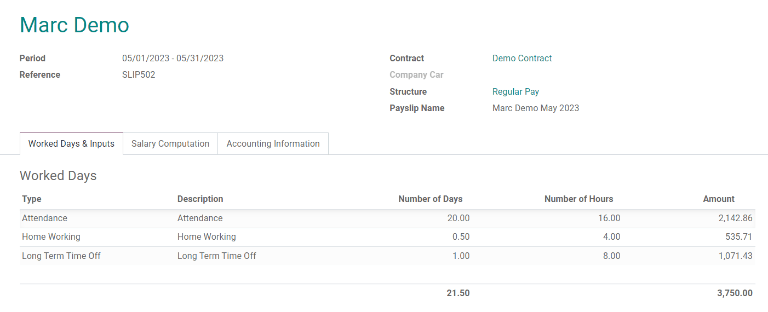 Marc Demo
Period 05/01/2023 - 05/31/2023 Contract Demo Contract
Reference SLIP502 Company Car
Structure Regular Pay
Payslip Name Marc Demo May 2023
Worked Days & Inputs Salary Computation Accounting Information
Worked Days
Type Description Number of Days Number of Hours Amount
Attendance Attendance 20.00 16.00 2,142.86
Home Working Home Working 0.50 4.00 535.71
Long Term Time Off Long Term Time Off 1.00 8.00 1,071.43
21.50 3,750.00